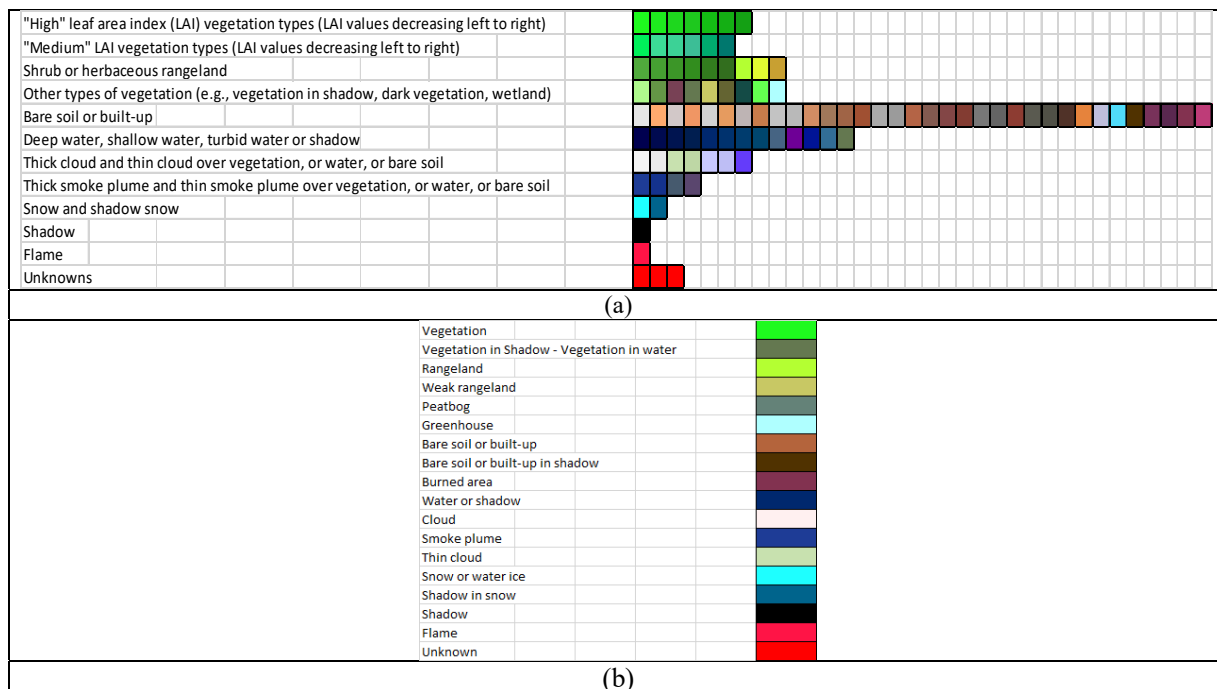 "High" leaf area index (LAI) vegetation types (LAI values decreasing left to right)
"Medium" LAI vegetation types (LAI values decreasing left to right)
Shrub or herbaceous rangeland
Other types of vegetation (e.g., vegetation in shadow, dark vegetation, wetland)
Bare soil or built-up
Deep water, shallow water, turbid water or shadow
Thick cloud and thin cloud over vegetation, or water, or bare soil
Thick smoke plume and thin smoke plume over vegetation, or water, or bare soil
Snow and shadow snow
Shadow
Flame
Unknowns
(a)
Vegetation
Vegetation in Shadow - Vegetation in water
Rangeland
Weak rangeland
Peatbog
Greenhouse
Bare soil or built-up
Bare soil or built-up in shadow
Burned area
Water or shadow
Cloud
Smoke plume
Thin cloud
Snow or water ice
Shadow in snow
Shadow
Flame
Unknown
(b)